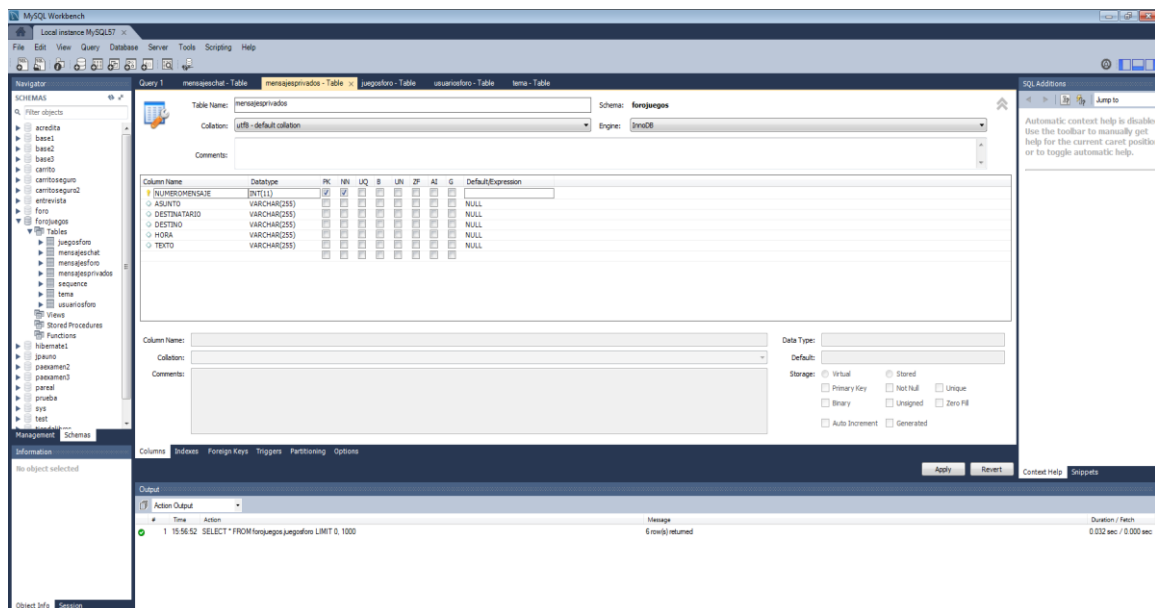 MySQL Workbench
Local instance MySQL57 ×
File Edit View Query Database Server Tools Scripting Help
Navigator
SCHEMAS
Filter objects
acredita
base1
base2
base3
carrito
carritoseguro
carritoseguro2
entrevista
foro
forojuegos
Tables
juegosforo
mensajeschat
mensajesforo
mensajesprivados
sequence
tema
usuariosforo
Views
Stored Procedures
Functions
hibernate1
jpauno
paexamen2
paexamen3
pareal
prueba
sys
test
Management Schemas
Information
No object selected
Object Info Session
Query 1 mensajeschat - Table mensajesprivados - Table × juegosforo - Table usuariosforo - Table tema - Table
Table Name: mensajesprivados Schema: forojuegos
Collation: utf8 - default collation Engine: InnoDB
Comments:
Column Name Datatype PK NN UQ B UN ZF AI G Default/Expression
NUMEROMENSAJE INT(11)
ASUNTO VARCHAR(255) NULL
DESTINATARIO VARCHAR(255) NULL
DESTINO VARCHAR(255) NULL
HORA VARCHAR(255) NULL
TEXTO VARCHAR(255) NULL
Column Name: Data Type:
Collation: Default:
Comments: Storage: Virtual Stored
Primary Key Not Null Unique
Binary Unsigned Zero Fill
Auto Increment Generated
Columns Indexes Foreign Keys Triggers Partitioning Options
Apply Revert
Output
Action Output
# Time Action Message Duration / Fetch
1 15:56:52 SELECT * FROM forojuegos.juegosforo LIMIT 0, 1000 6 row(s) returned 0.032 sec / 0.000 sec
SQL Additions
Jump to
Automatic context help is disable
Use the toolbar to manually get
help for the current caret positio
or to toggle automatic help.
Context Help Snippets